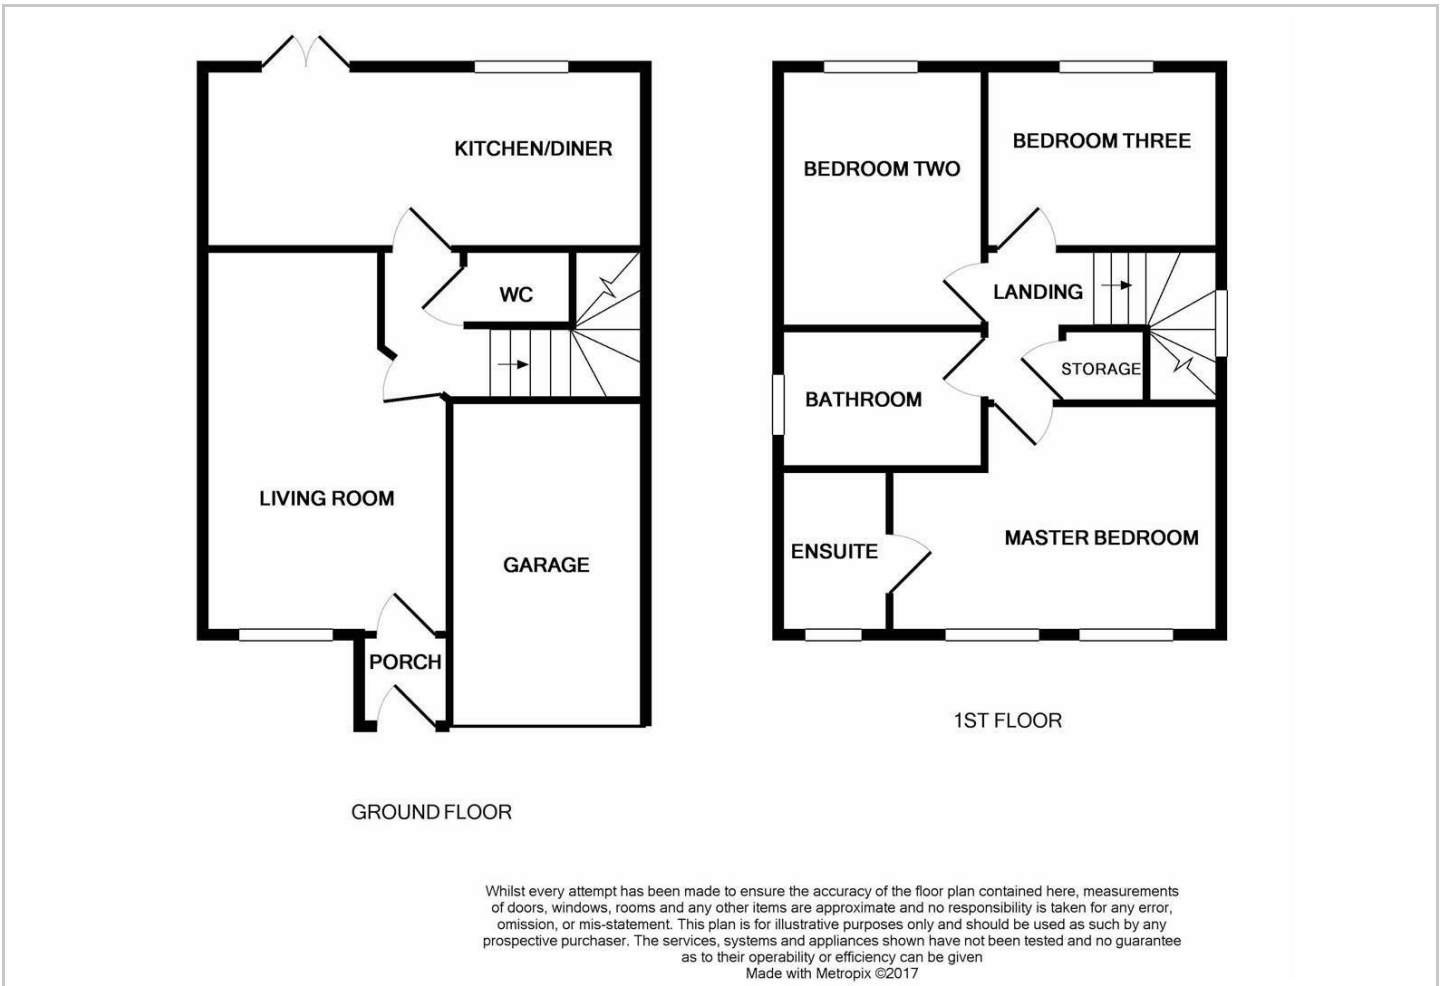 KITCHEN/DINER
WC
LIVING ROOM
GARAGE
PORCH
GROUND FLOOR
BEDROOM TWO
BEDROOM THREE
LANDING
STORAGE
BATHROOM
ENSUITE
MASTER BEDROOM
1ST FLOOR
Whilst every attempt has been made to ensure the accuracy of the floor plan contained here, measurements
of doors, windows, rooms and any other items are approximate and no responsibility is taken for any error,
omission, or mis-statement. This plan is for illustrative purposes only and should be used as such by any
prospective purchaser. The services, systems and appliances shown have not been tested and no guarantee
as to their operability or efficiency can be given
Made with Metropix ©2017